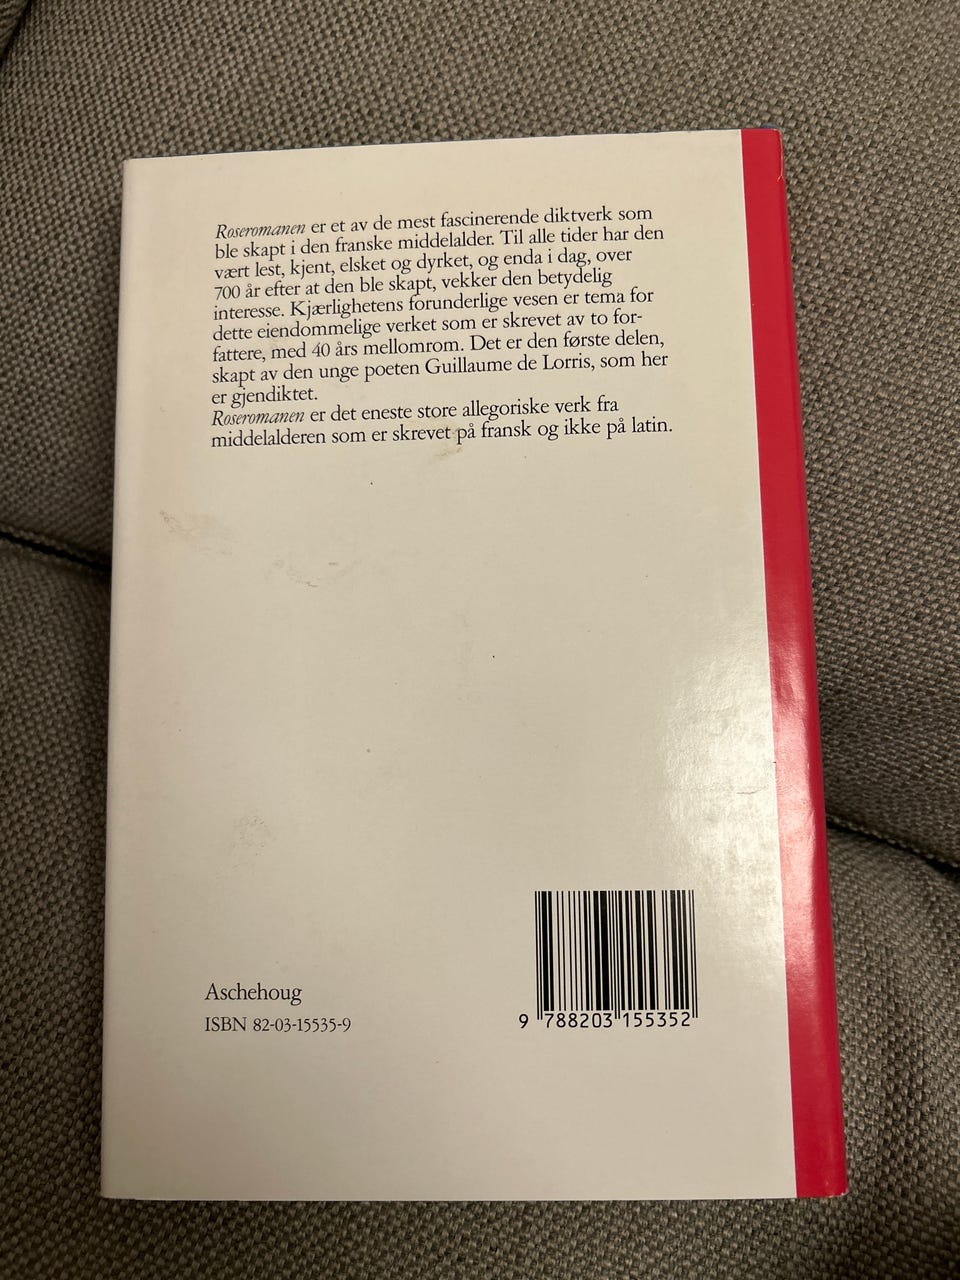 Roseromanen er et av de mest fascinerende diktverk som
ble skapt i den franske middelalder. Til alle tider har den
vært lest, kjent, elsket og dyrket, og enda i dag, over
700 år efter at den ble skapt, vekker den betydelig
interesse. Kjærlighetens forunderlige vesen er tema for
dette eiendommelige verket som er skrevet av to for-
fattere, med 40 års mellomrom. Det er den første delen,
skapt av den unge poeten Guillaume de Lorris, som her
er gjendiktet.
Roseromanen er det eneste store allegoriske verk fra
middelalderen som er skrevet på fransk og ikke på latin.
Aschehoug
ISBN 82-03-15535-9
9 788203 155352